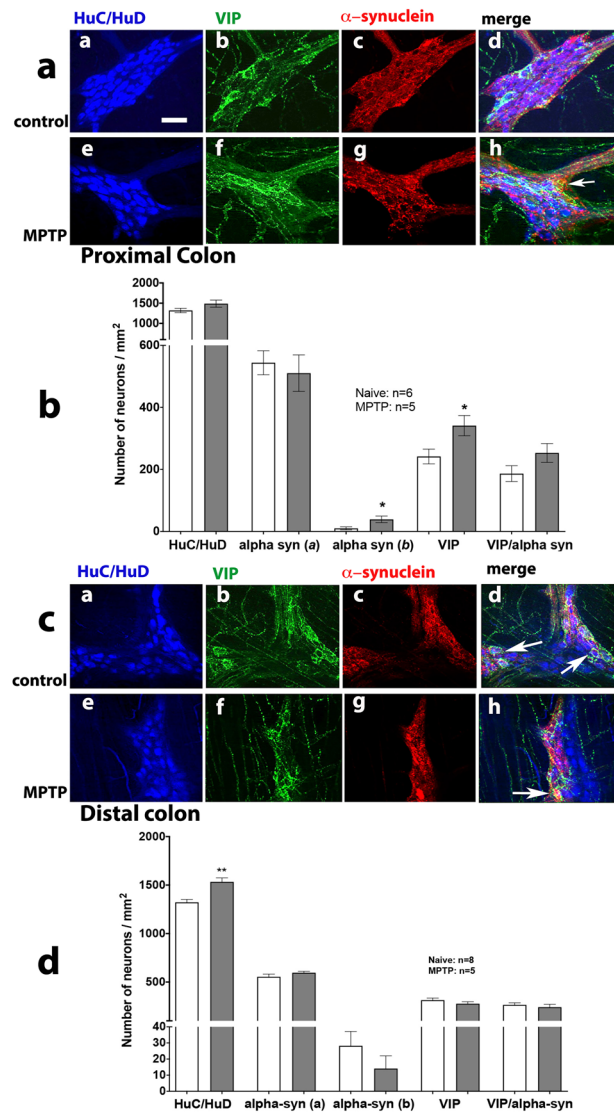 HuC/HuD VIP α-synuclein merge
a b c d
a
control
e f g h
MPTP
Proximal Colon
b
Number of neurons / mm²
1500
1000
600
400
200
0
Naive: n=6
MPTP: n=5
*
*
HuC/HuD alpha syn (a) alpha syn (b) VIP VIP/alpha syn
HuC/HuD VIP α-synuclein merge
a b c d
c
control
e f g h
MPTP
Distal colon
d
Number of neurons / mm²
2000
1500
1000
500
40
30
20
10
0
**
Naive: n=8
MPTP: n=5
HuC/HuD alpha-syn (a) alpha-syn (b) VIP VIP/alpha-syn